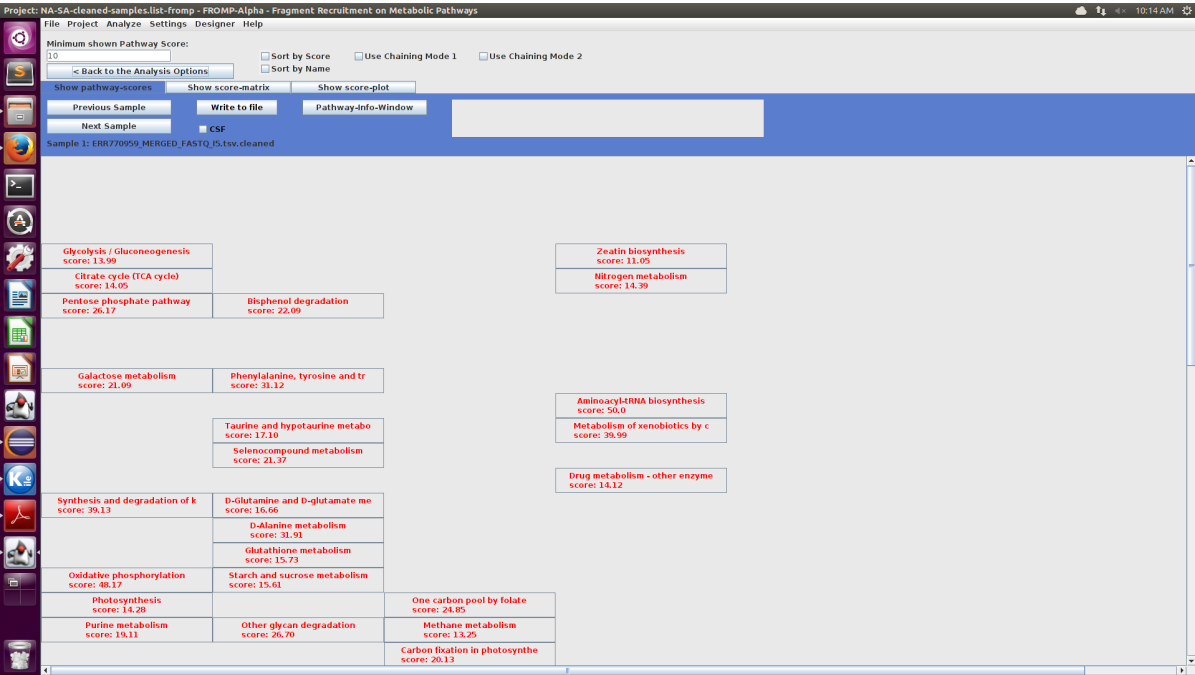 Project: NA-SA-cleaned-samples.list-fromp - FROMP-Alpha - Fragment Recruitment on Metabolic Pathways
10:14 AM
File Project Analyze Settings Designer Help
Minimum shown Pathway Score:
10
Sort by Score
Use Chaining Mode 1
Use Chaining Mode 2
< Back to the Analysis Options
Sort by Name
Show pathway-scores
Show score-matrix
Show score-plot
Previous Sample
Write to file
Pathway-Info-Window
Next Sample
CSF
Sample 1: ERR770959_MERGED_FASTQ_I5.tsv.cleaned
Glycolysis / Gluconeogenesis
score: 13.99
Zeatin biosynthesis
score: 11.05
Citrate cycle (TCA cycle)
score: 14.05
Nitrogen metabolism
score: 14.39
Pentose phosphate pathway
score: 26.17
Bisphenol degradation
score: 22.09
Galactose metabolism
score: 21.09
Phenylalanine, tyrosine and tr
score: 31.12
Aminoacyl-tRNA biosynthesis
score: 50.0
Taurine and hypotaurine metabo
score: 17.10
Metabolism of xenobiotics by c
score: 39.99
Selenocompound metabolism
score: 21.37
Drug metabolism - other enzyme
score: 14.12
Synthesis and degradation of k
score: 39.13
D-Glutamine and D-glutamate me
score: 16.66
D-Alanine metabolism
score: 31.91
Glutathione metabolism
score: 15.73
Oxidative phosphorylation
score: 48.17
Starch and sucrose metabolism
score: 15.61
Photosynthesis
score: 14.28
One carbon pool by folate
score: 24.85
Purine metabolism
score: 19.11
Other glycan degradation
score: 26.70
Methane metabolism
score: 13.25
Carbon fixation in photosynthe
score: 20.13